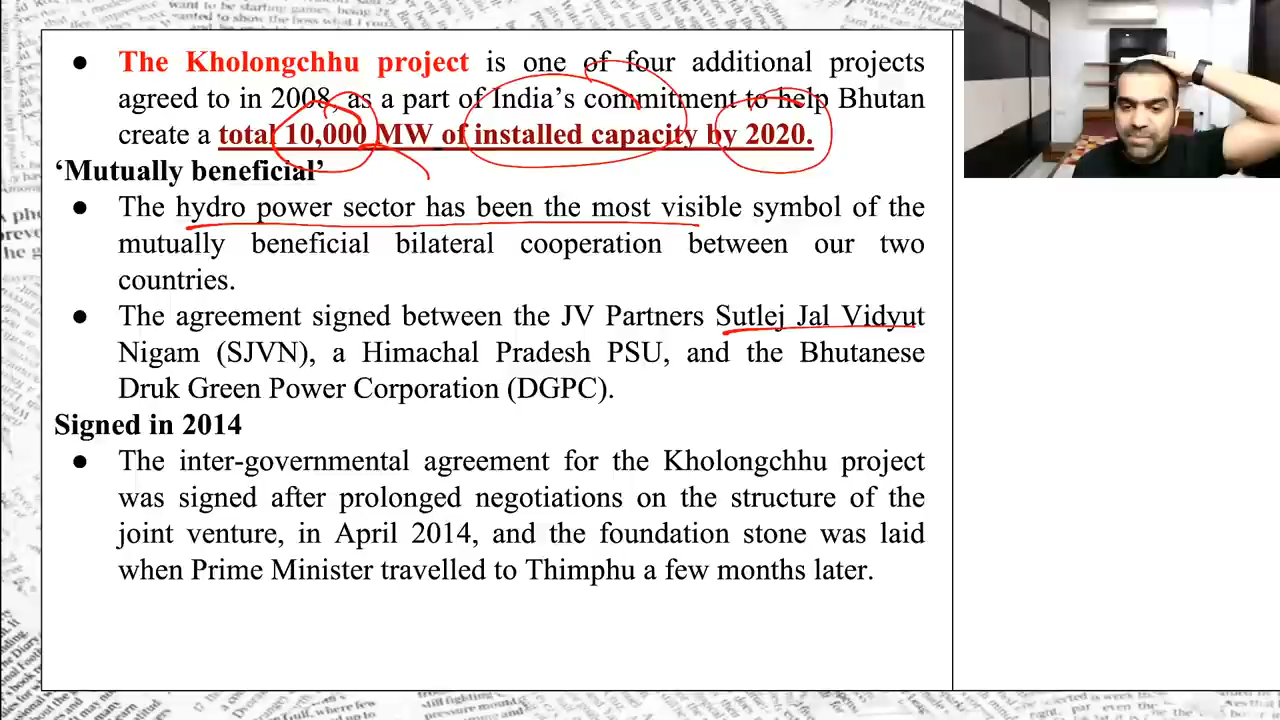 ● The Kholongchhu project is one of four additional projects
agreed to in 2008, as a part of India's commitment to help Bhutan
create a total 10,000 MW of installed capacity by 2020.
‘Mutually beneficial’
● The hydro power sector has been the most visible symbol of the
mutually beneficial bilateral cooperation between our two
countries.
● The agreement signed between the JV Partners Sutlej Jal Vidyut
Nigam (SJVN), a Himachal Pradesh PSU, and the Bhutanese
Druk Green Power Corporation (DGPC).
Signed in 2014
● The inter-governmental agreement for the Kholongchhu project
was signed after prolonged negotiations on the structure of the
joint venture, in April 2014, and the foundation stone was laid
when Prime Minister travelled to Thimphu a few months later.